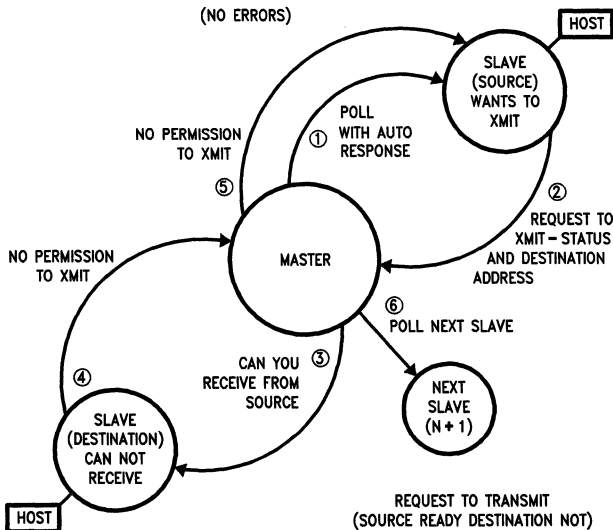 (NO ERRORS)
HOST
SLAVE
(SOURCE)
WANTS TO
XMIT
POLL
WITH AUTO
RESPONSE
①
NO PERMISSION
TO XMIT
⑤
②
REQUEST TO
XMIT-STATUS
AND DESTINATION
ADDRESS
MASTER
NO PERMISSION
TO XMIT
⑥
POLL NEXT SLAVE
CAN YOU
RECEIVE FROM
SOURCE
③
④
NEXT
SLAVE
(N+1)
SLAVE
(DESTINATION)
CAN NOT
RECEIVE
HOST
REQUEST TO TRANSMIT
(SOURCE READY DESTINATION NOT)